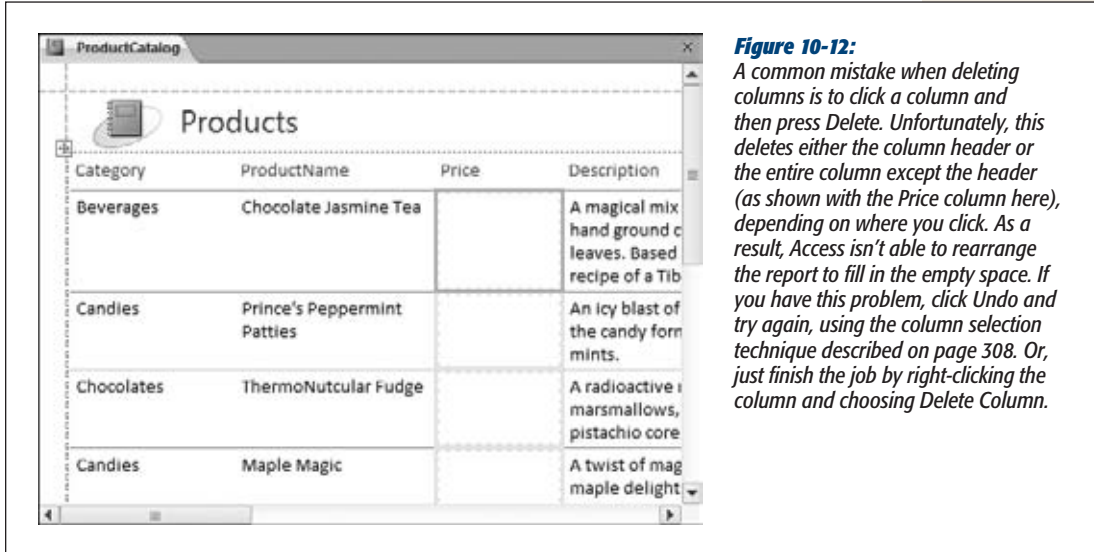 ProductCatalog
Products
Category ProductName Price Description
Beverages Chocolate Jasmine Tea A magical mix
hand ground c
leaves. Based
recipe of a Tib
Candies Prince's Peppermint An icy blast of
Patties the candy form
mints.
Chocolates ThermoNutcular Fudge A radioactive
marsmallows,
pistachio core
Candies Maple Magic A twist of mag
maple delight
Figure 10-12:
A common mistake when deleting
columns is to click a column and
then press Delete. Unfortunately, this
deletes either the column header or
the entire column except the header
(as shown with the Price column here),
depending on where you click. As a
result, Access isn't able to rearrange
the report to fill in the empty space. If
you have this problem, click Undo and
try again, using the column selection
technique described on page 308. Or,
just finish the job by right-clicking the
column and choosing Delete Column.